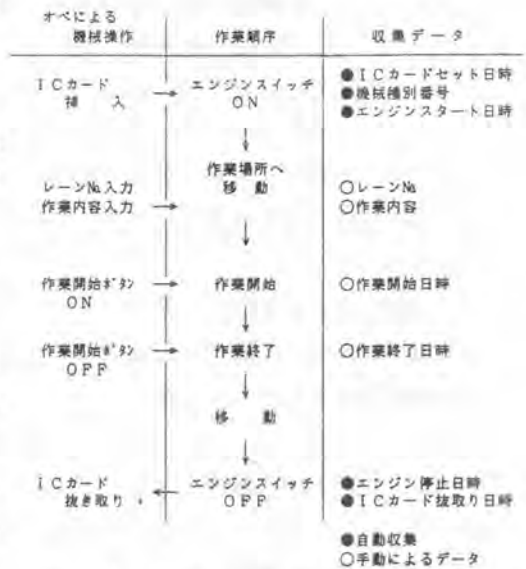 オペによる
機械操作
作業順序
収集データ
ICカード
挿入
エンジンスイッチ
ON
●ICカードセット日時
●機械種別番号
●エンジンスタート日時
作業場所へ
移動
レーン№入力
作業内容入力
○レーン№
○作業内容
作業開始ボタン
ON
作業開始
○作業開始日時
作業開始ボタン
OFF
作業終了
○作業終了日時
移動
ICカード
抜き取り
エンジンスイッチ
OFF
●エンジン停止日時
●ICカード抜取り日時
●自動収集
○手動によるデータ